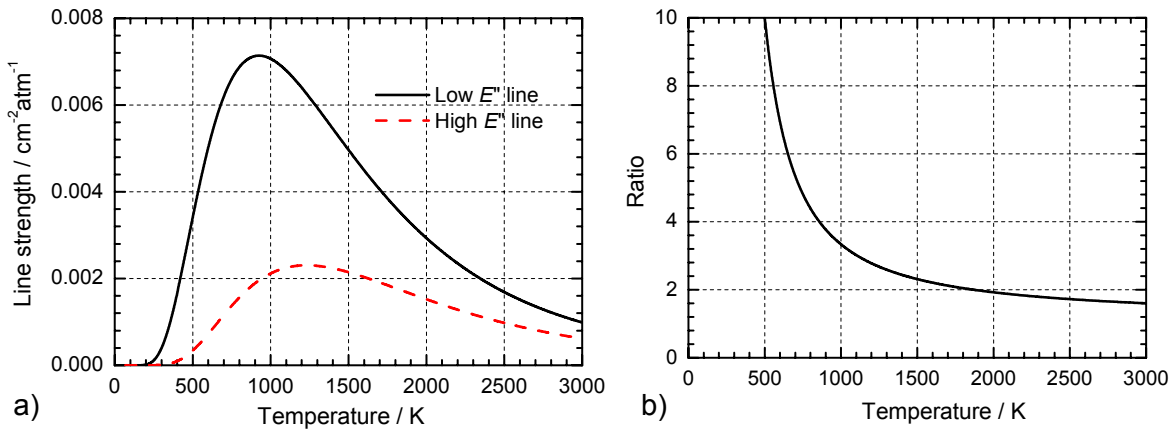 0.008
0.006
0.004
0.002
0.000
Line strength / cm⁻²atm⁻¹
Low E" line
High E" line
0 500 1000 1500 2000 2500 3000
Temperature / K
a)
10
8
6
4
2
0
Ratio
0 500 1000 1500 2000 2500 3000
Temperature / K
b)